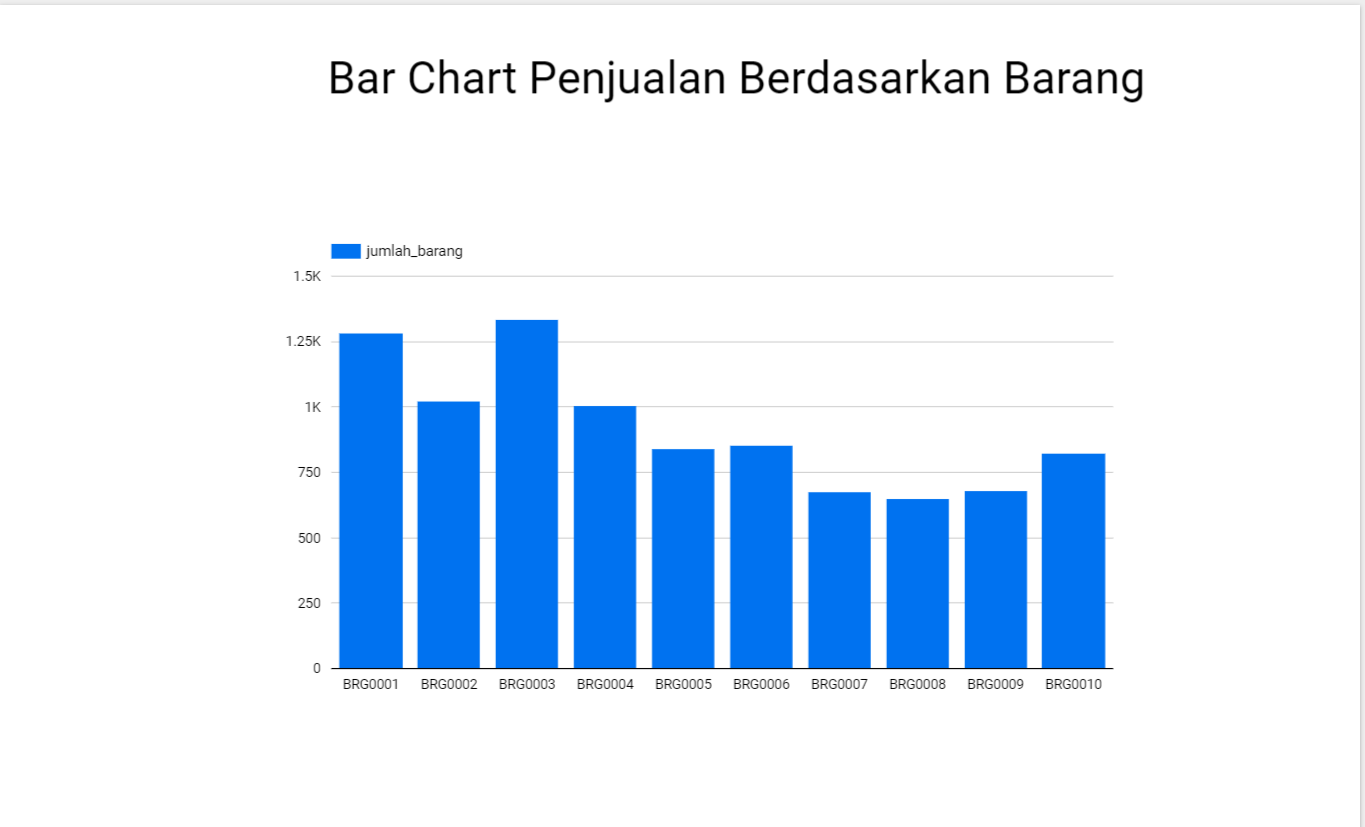 Bar Chart Penjualan Berdasarkan Barang
jumlah_barang
1.5K
1.25K
1K
750
500
250
0
BRG0001 BRG0002 BRG0003 BRG0004 BRG0005 BRG0006 BRG0007 BRG0008 BRG0009 BRG0010